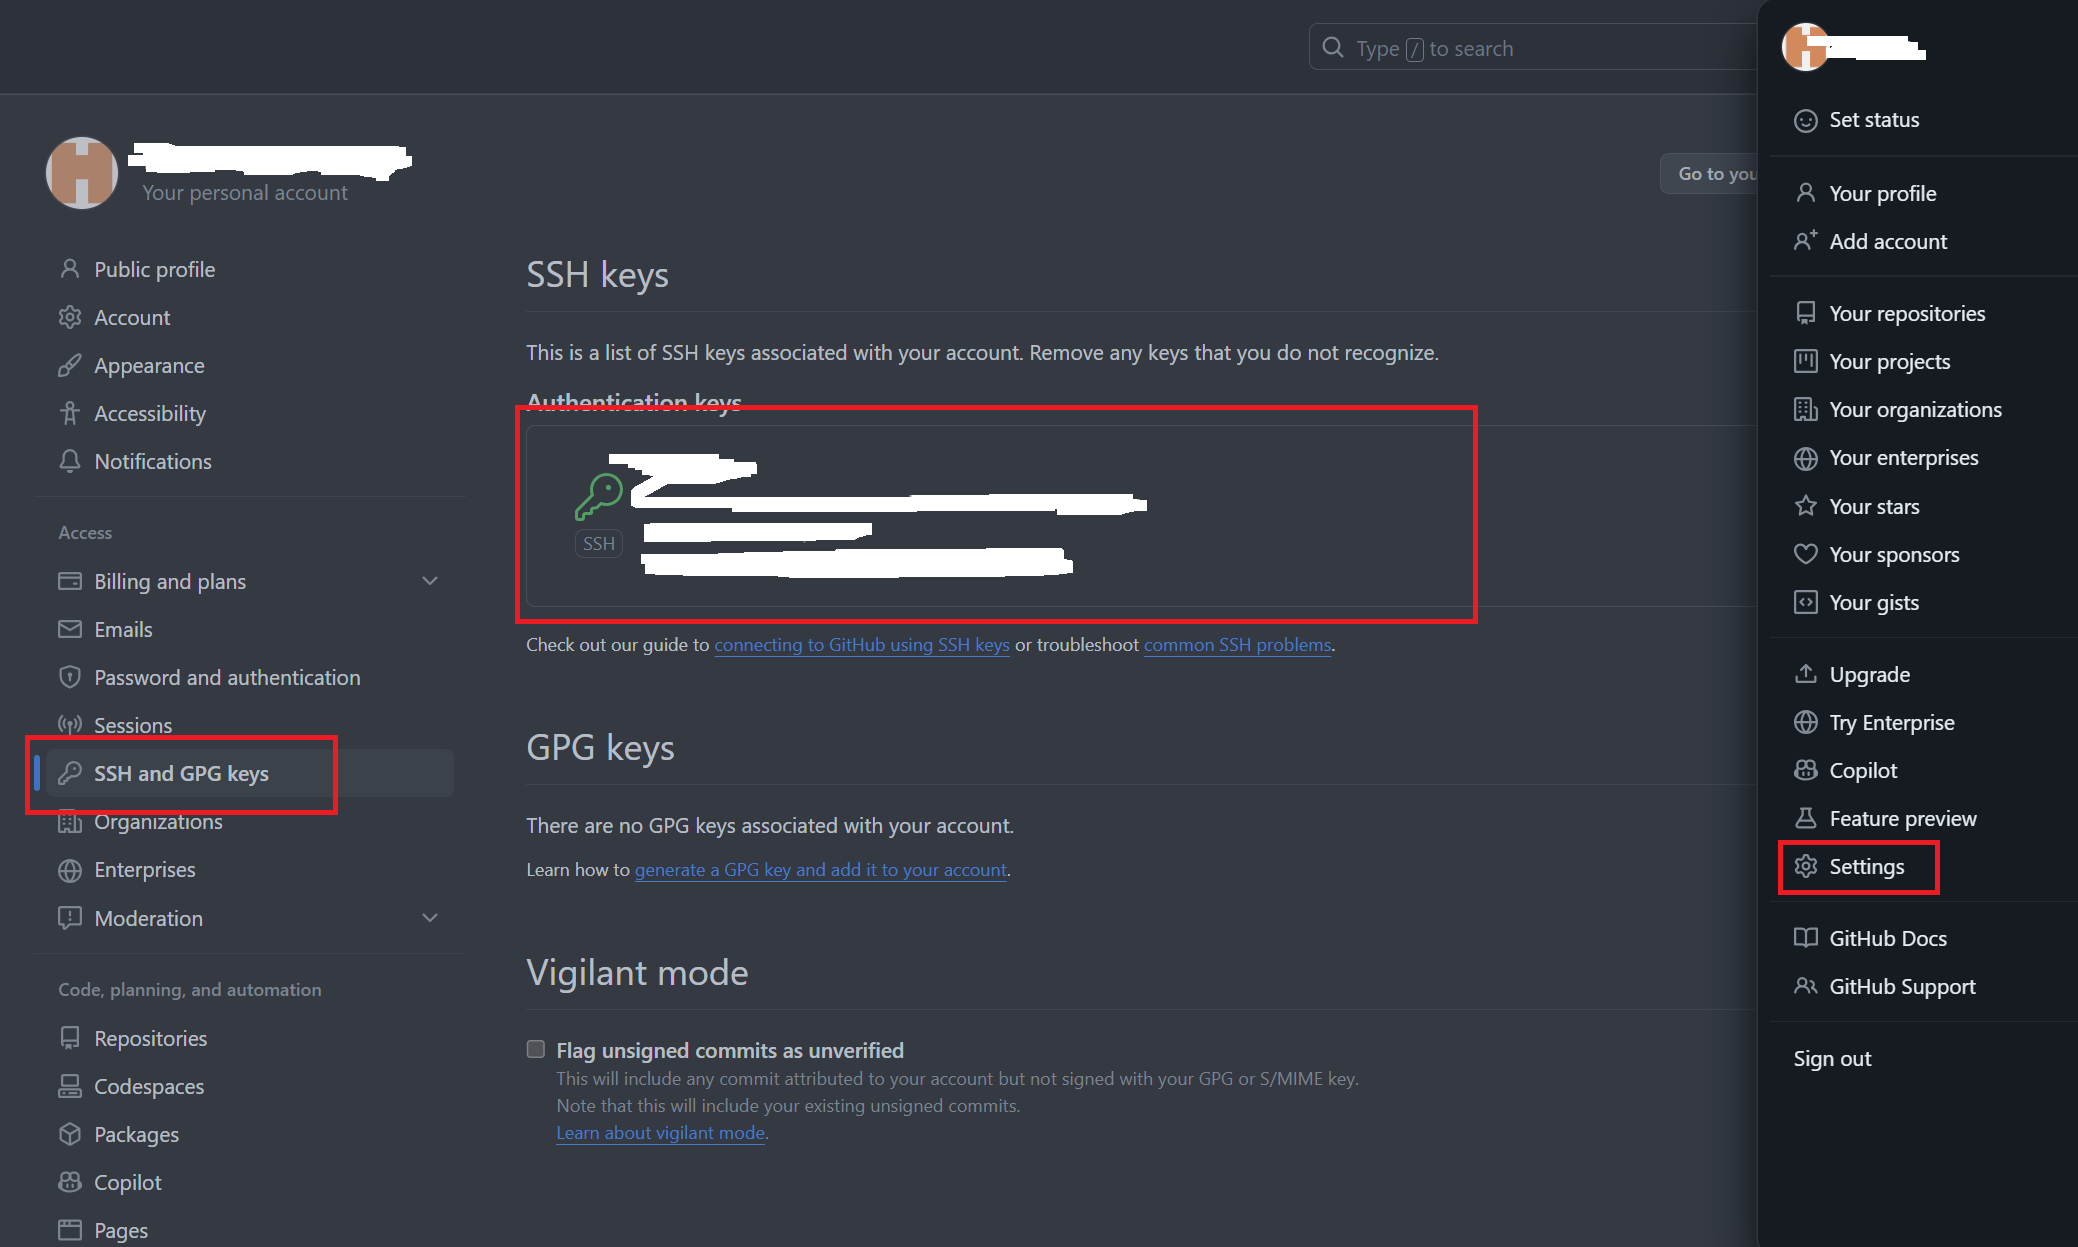 Type / to search
Your personal account
Go to you
Public profile
Account
Appearance
Accessibility
Notifications
Access
Billing and plans
Emails
Password and authentication
Sessions
SSH and GPG keys
Organizations
Enterprises
Moderation
Code, planning, and automation
Repositories
Codespaces
Packages
Copilot
Pages
SSH keys
This is a list of SSH keys associated with your account. Remove any keys that you do not recognize.
Authentication keys
SSH
Check out our guide to connecting to GitHub using SSH keys or troubleshoot common SSH problems.
GPG keys
There are no GPG keys associated with your account.
Learn how to generate a GPG key and add it to your account.
Vigilant mode
Flag unsigned commits as unverified
This will include any commit attributed to your account but not signed with your GPG or S/MIME key.
Note that this will include your existing unsigned commits.
Learn about vigilant mode.
Set status
Your profile
Add account
Your repositories
Your projects
Your organizations
Your enterprises
Your stars
Your sponsors
Your gists
Upgrade
Try Enterprise
Copilot
Feature preview
Settings
GitHub Docs
GitHub Support
Sign out